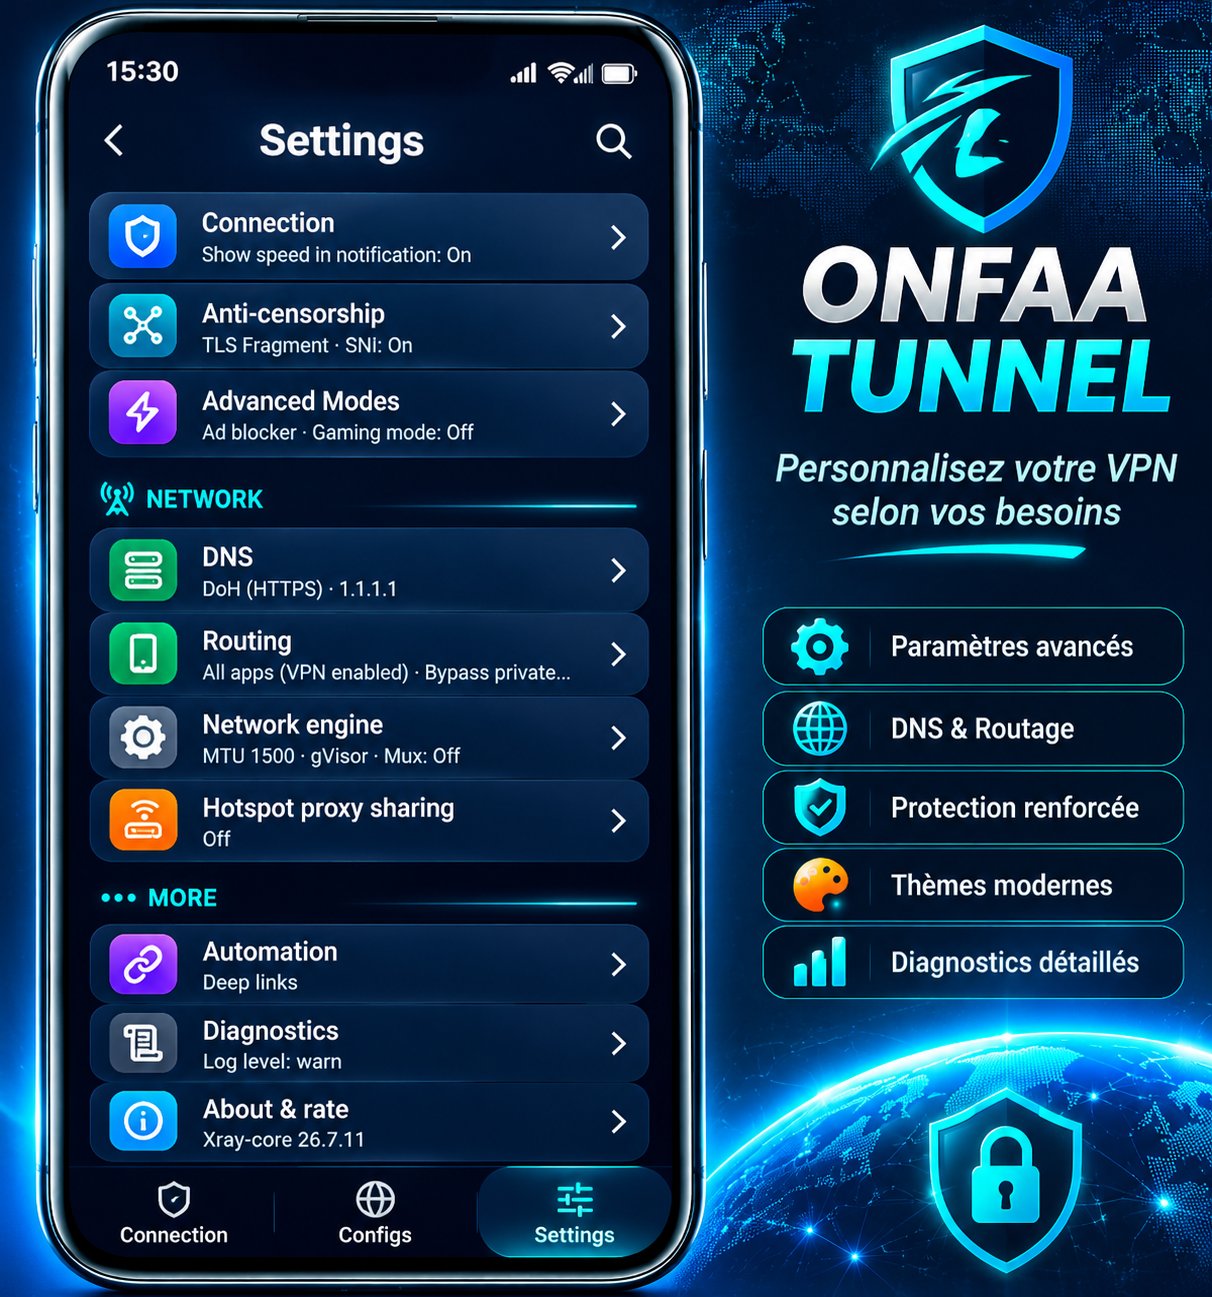 15:30
Settings
Connection
Show speed in notification: On
Anti-censorship
TLS Fragment · SNI: On
Advanced Modes
Ad blocker · Gaming mode: Off
NETWORK
DNS
DoH (HTTPS) · 1.1.1.1
Routing
All apps (VPN enabled) · Bypass private...
Network engine
MTU 1500 · gVisor · Mux: Off
Hotspot proxy sharing
Off
MORE
Automation
Deep links
Diagnostics
Log level: warn
About & rate
Xray-core 26.7.11
Connection
Configs
Settings
ONFAA
TUNNEL
Personnalisez votre VPN
selon vos besoins
Paramètres avancés
DNS & Routage
Protection renforcée
Thèmes modernes
Diagnostics détaillés